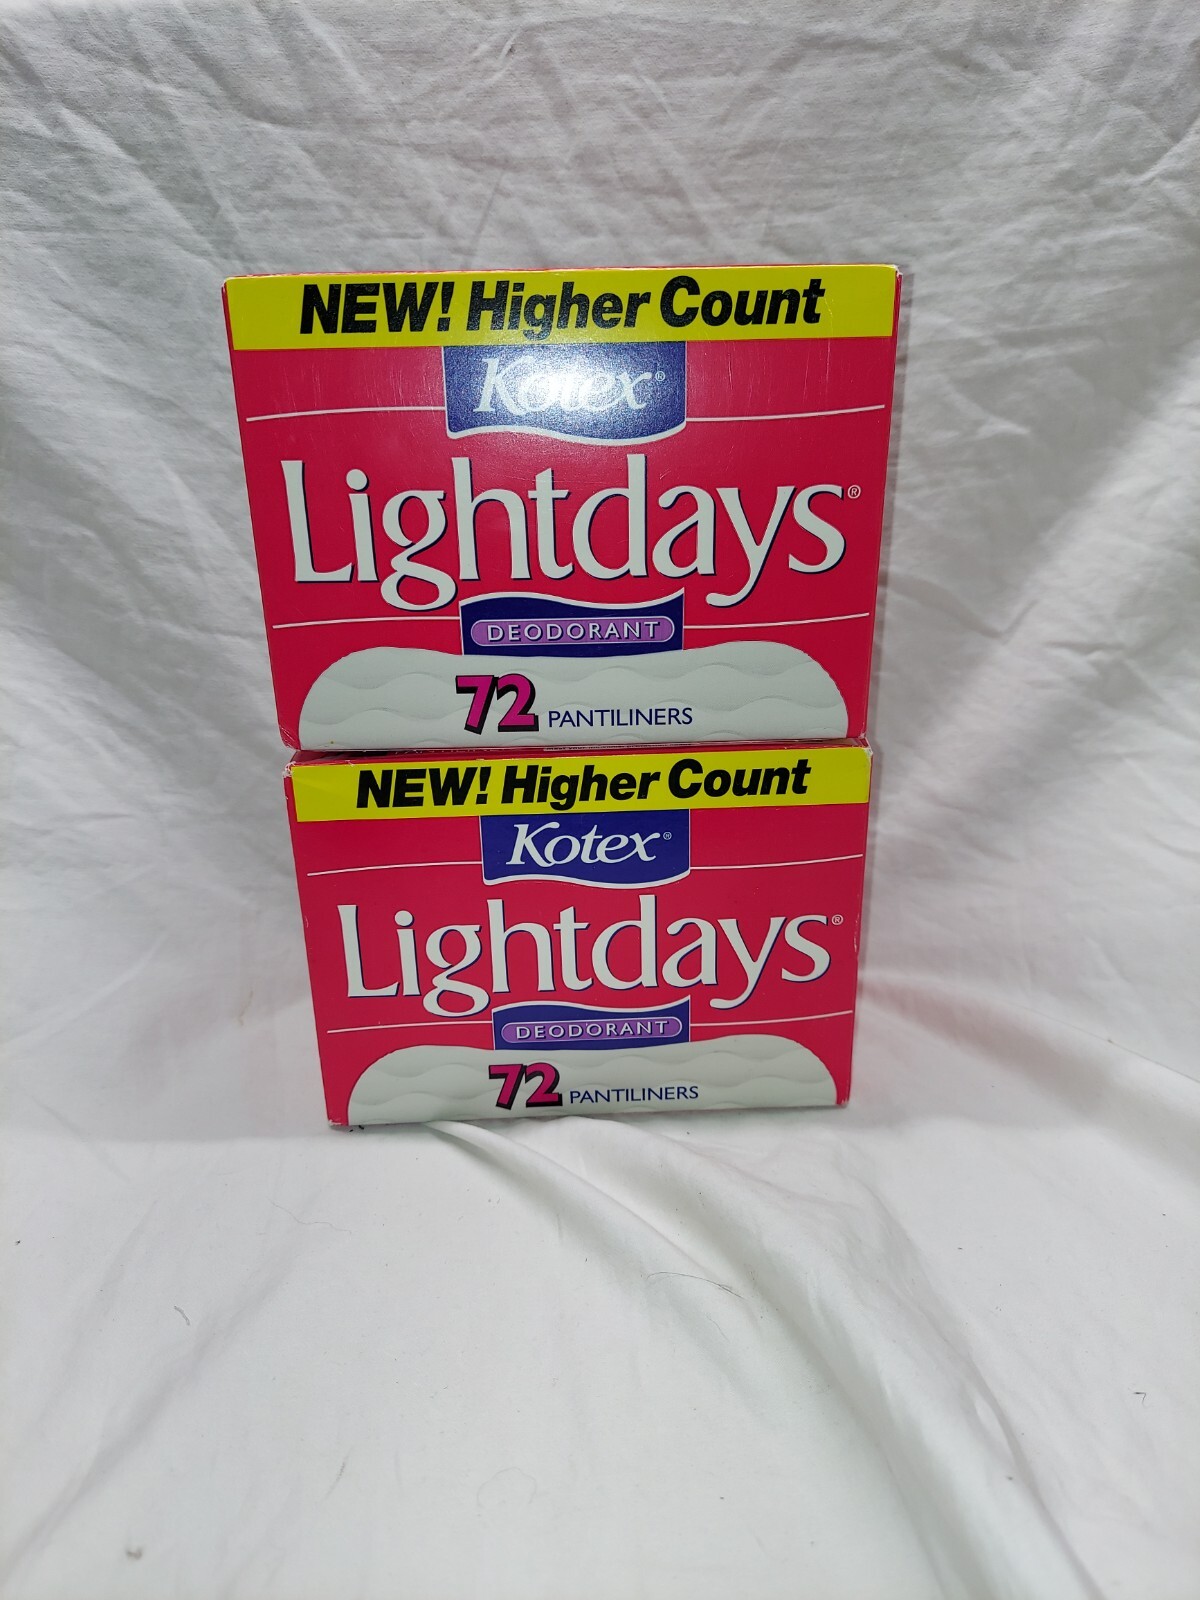 NEW! Higher Count
Kotex®
Lightdays®
DEODORANT
72 PANTILINERS
NEW! Higher Count
Kotex®
Lightdays®
DEODORANT
72 PANTILINERS